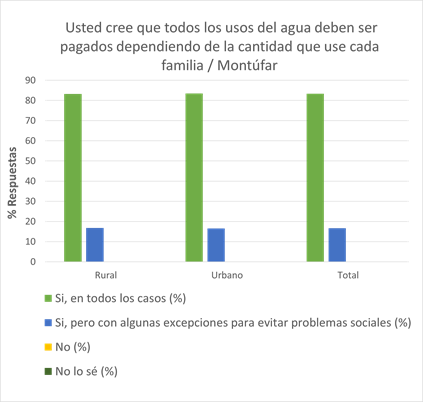 Usted cree que todos los usos del agua deben ser
pagados dependiendo de la cantidad que use cada
familia / Montúfar
% Respuestas
90
80
70
60
50
40
30
20
10
0
Rural Urbano Total
Si, en todos los casos (%)
Si, pero con algunas excepciones para evitar problemas sociales (%)
No (%)
No lo sé (%)